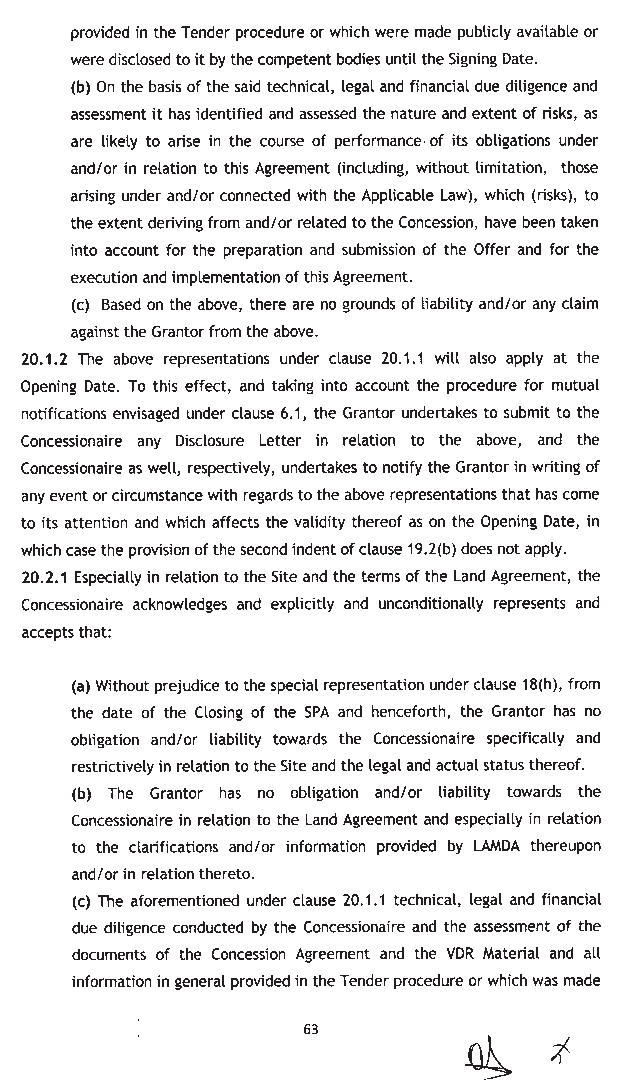 provided in the Tender procedure or which were made publicly available or
were disclosed to it by the competent bodies until the Signing Date.
(b) On the basis of the said technical, legal and financial due diligence and
assessment it has identified and assessed the nature and extent of risks, as
are likely to arise in the course of performance of its obligations under
and/or in relation to this Agreement (including, without limitation, those
arising under and/or connected with the Applicable Law), which (risks), to
the extent deriving from and/or related to the Concession, have been taken
into account for the preparation and submission of the Offer and for the
execution and implementation of this Agreement.
(c) Based on the above, there are no grounds of liability and/or any claim
against the Grantor from the above.
20.1.2 The above representations under clause 20.1.1 will also apply at the
Opening Date. To this effect, and taking into account the procedure for mutual
notifications envisaged under clause 6.1, the Grantor undertakes to submit to the
Concessionaire any Disclosure Letter in relation to the above, and the
Concessionaire as well, respectively, undertakes to notify the Grantor in writing of
any event or circumstance with regards to the above representations that has come
to its attention and which affects the validity thereof as on the Opening Date, in
which case the provision of the second indent of clause 19.2(b) does not apply.
20.2.1 Especially in relation to the Site and the terms of the Land Agreement, the
Concessionaire acknowledges and explicitly and unconditionally represents and
accepts that:
(a) Without prejudice to the special representation under clause 18(h), from
the date of the Closing of the SPA and henceforth, the Grantor has no
obligation and/or liability towards the Concessionaire specifically and
restrictively in relation to the Site and the legal and actual status thereof.
(b) The Grantor has no obligation and/or liability towards the
Concessionaire in relation to the Land Agreement and especially in relation
to the clarifications and/or information provided by LAMDA thereupon
and/or in relation thereto.
(c) The aforementioned under clause 20.1.1 technical, legal and financial
due diligence conducted by the Concessionaire and the assessment of the
documents of the Concession Agreement and the VDR Material and all
information in general provided in the Tender procedure or which was made
63